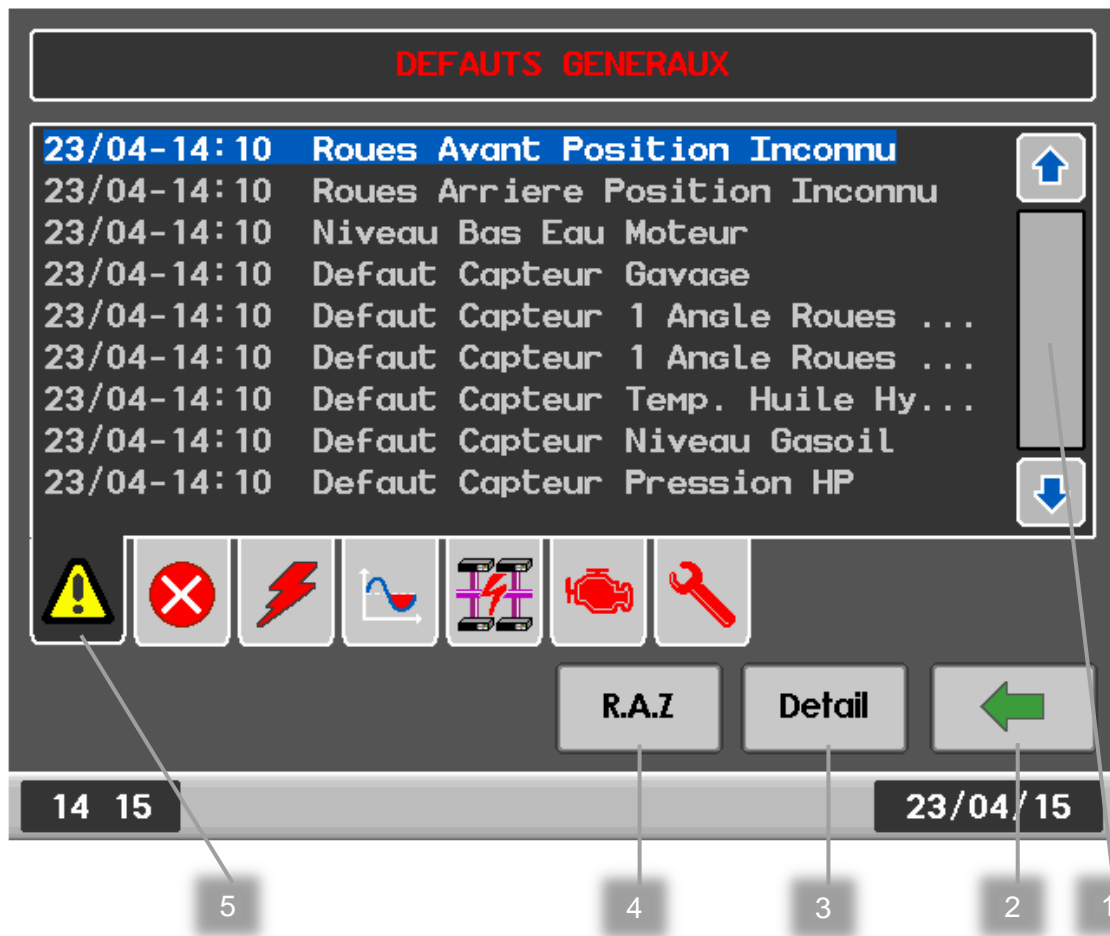 DEFAUTS GENERAUX
23/04-14:10 Roues Avant Position Inconnu
23/04-14:10 Roues Arriere Position Inconnu
23/04-14:10 Niveau Bas Eau Moteur
23/04-14:10 Defaut Capteur Gavage
23/04-14:10 Defaut Capteur 1 Angle Roues ...
23/04-14:10 Defaut Capteur 1 Angle Roues ...
23/04-14:10 Defaut Capteur Temp. Huile Hy...
23/04-14:10 Defaut Capteur Niveau Gasoil
23/04-14:10 Defaut Capteur Pression HP
R.A.Z Detail
14 15 23/04/15
5 4 3 2 1